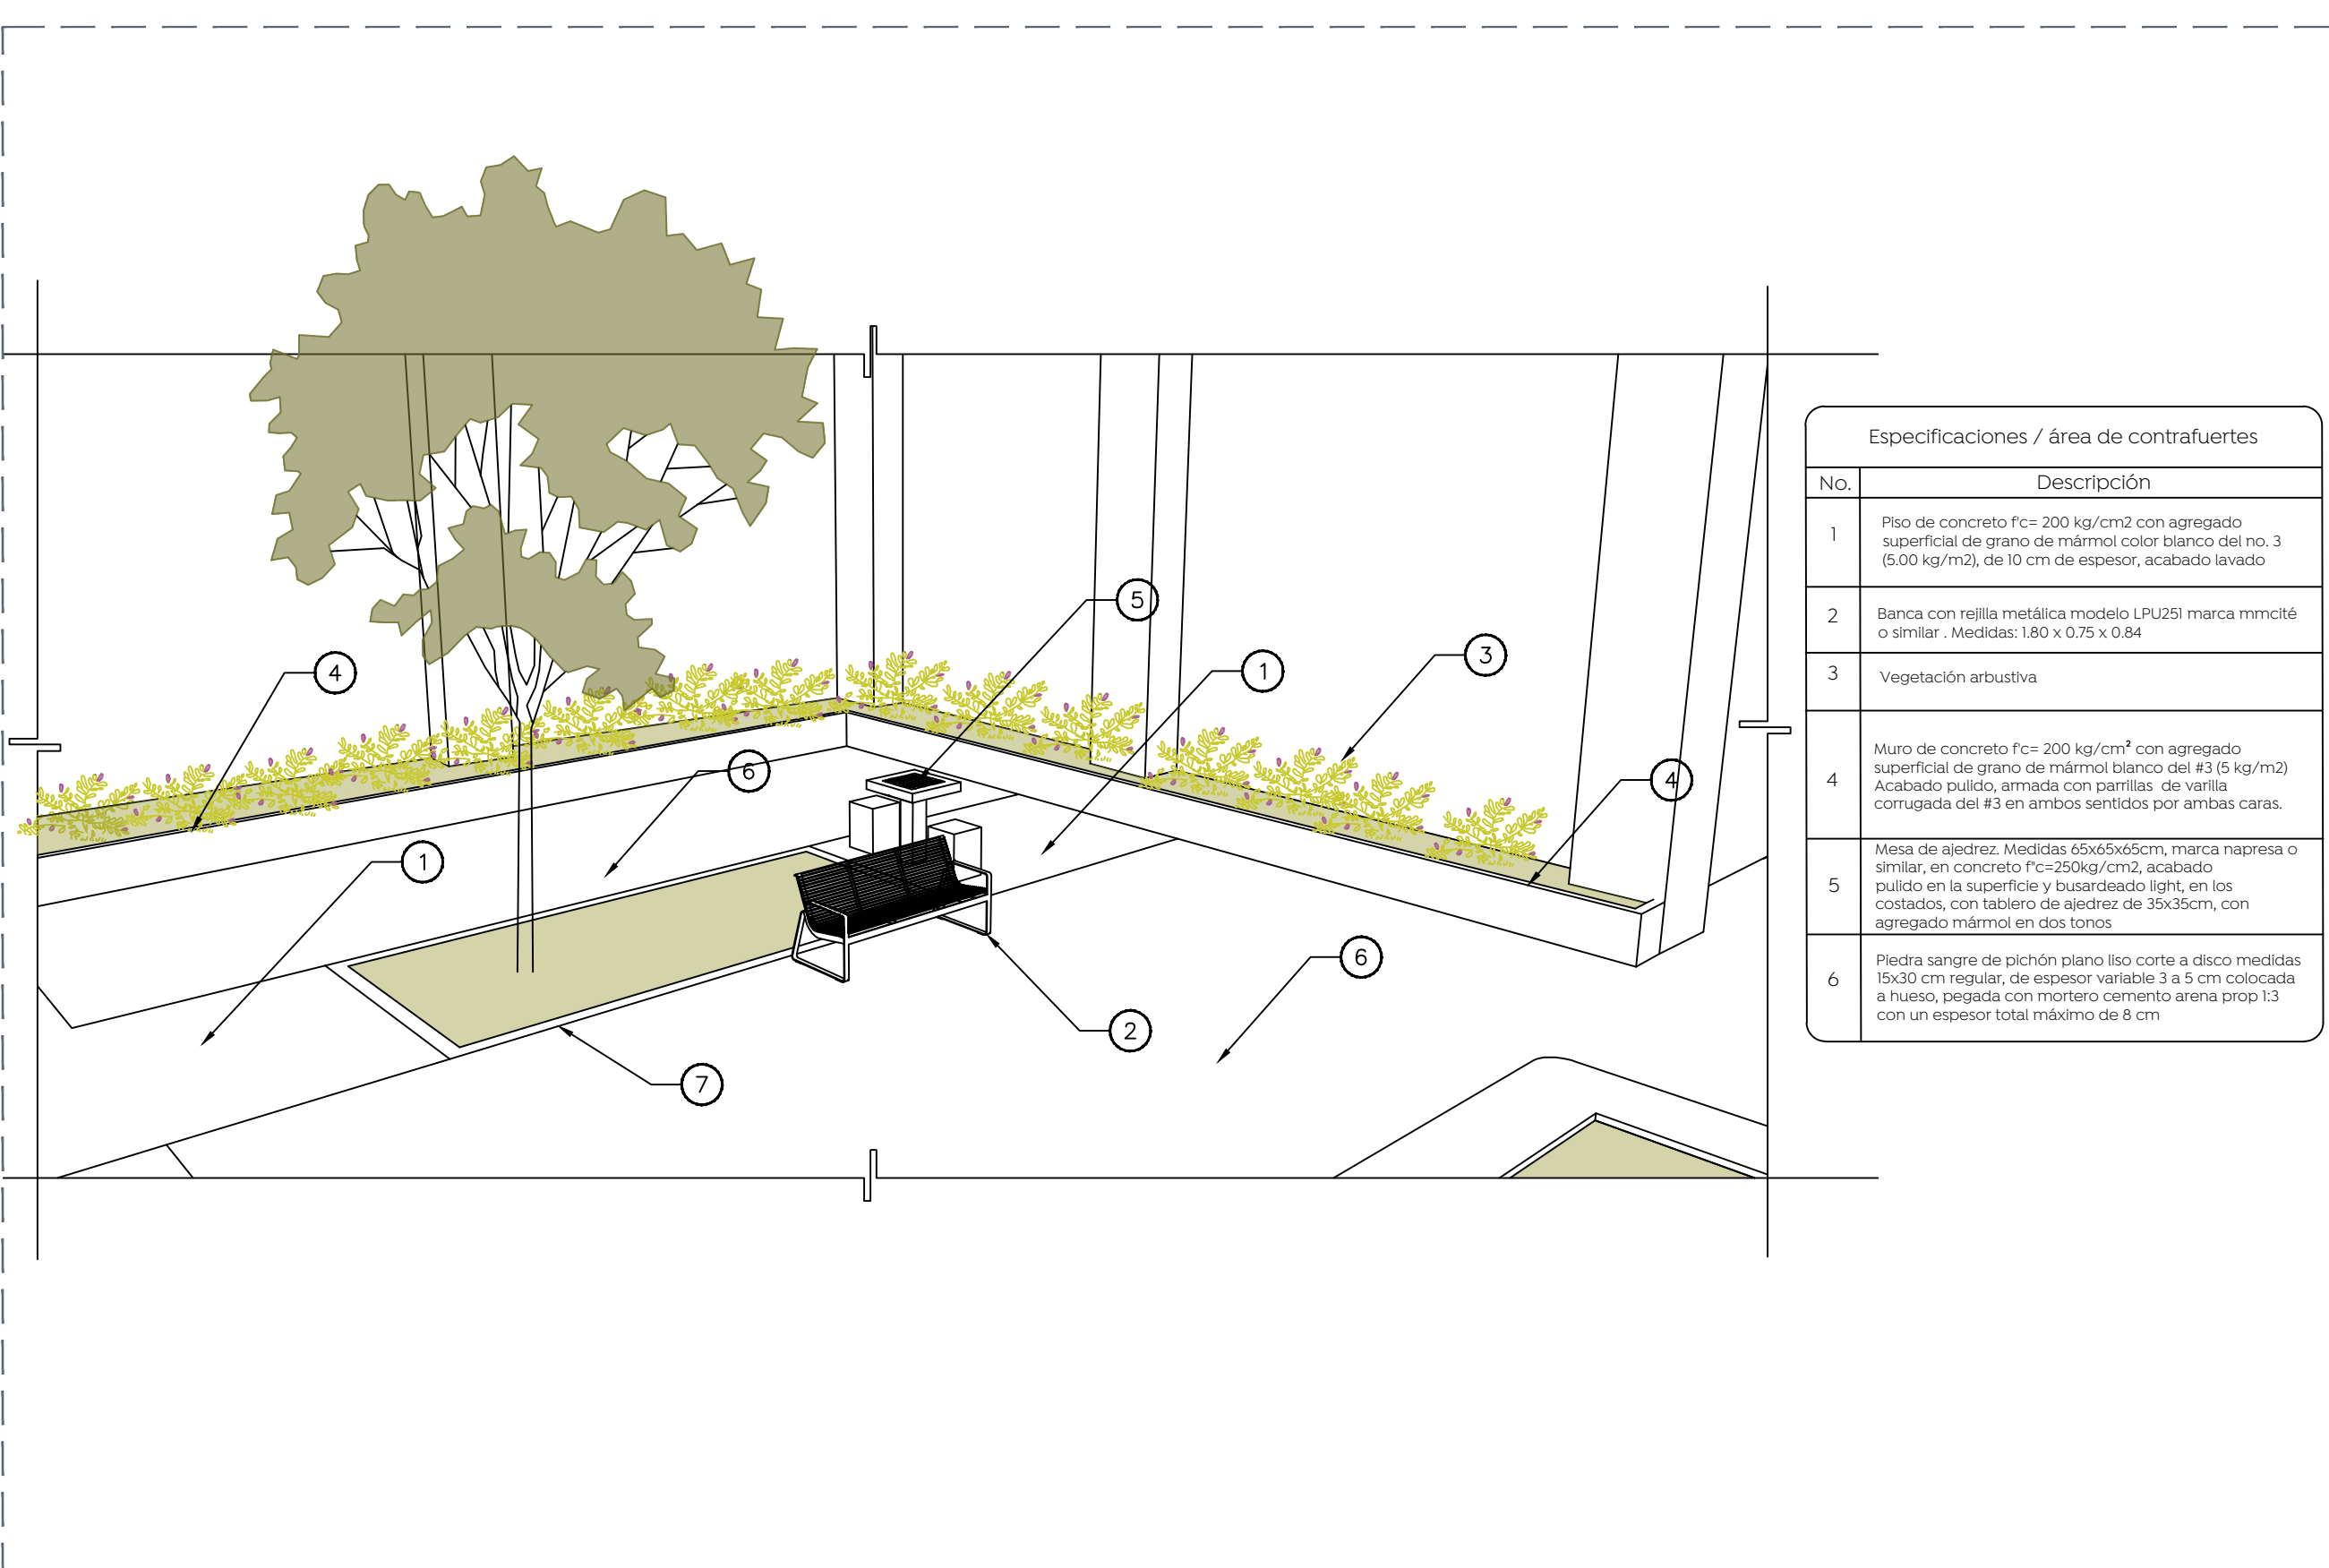 5
1
3
4
4
6
1
6
2
7
Especificaciones / área de contrafuertes
No. Descripción
1 Piso de concreto f'c= 200 kg/cm2 con agregado
superficial de grano de mármol color blanco del no. 3
(5.00 kg/m2), de 10 cm de espesor, acabado lavado
2 Banca con rejilla metálica modelo LPU251 marca mmcité
o similar . Medidas: 1.80 x 0.75 x 0.84
3 Vegetación arbustiva
4 Muro de concreto f'c= 200 kg/cm² con agregado
superficial de grano de mármol blanco del #3 (5 kg/m2)
Acabado pulido, armada con parrillas de varilla
corrugada del #3 en ambos sentidos por ambas caras.
5 Mesa de ajedrez. Medidas 65x65x65cm, marca napresa o
similar, en concreto f"c=250kg/cm2, acabado
pulido en la superficie y busardeado light, en los
costados, con tablero de ajedrez de 35x35cm, con
agregado mármol en dos tonos
6 Piedra sangre de pichón plano liso corte a disco medidas
15x30 cm regular, de espesor variable 3 a 5 cm colocada
a hueso, pegada con mortero cemento arena prop 1:3
con un espesor total máximo de 8 cm